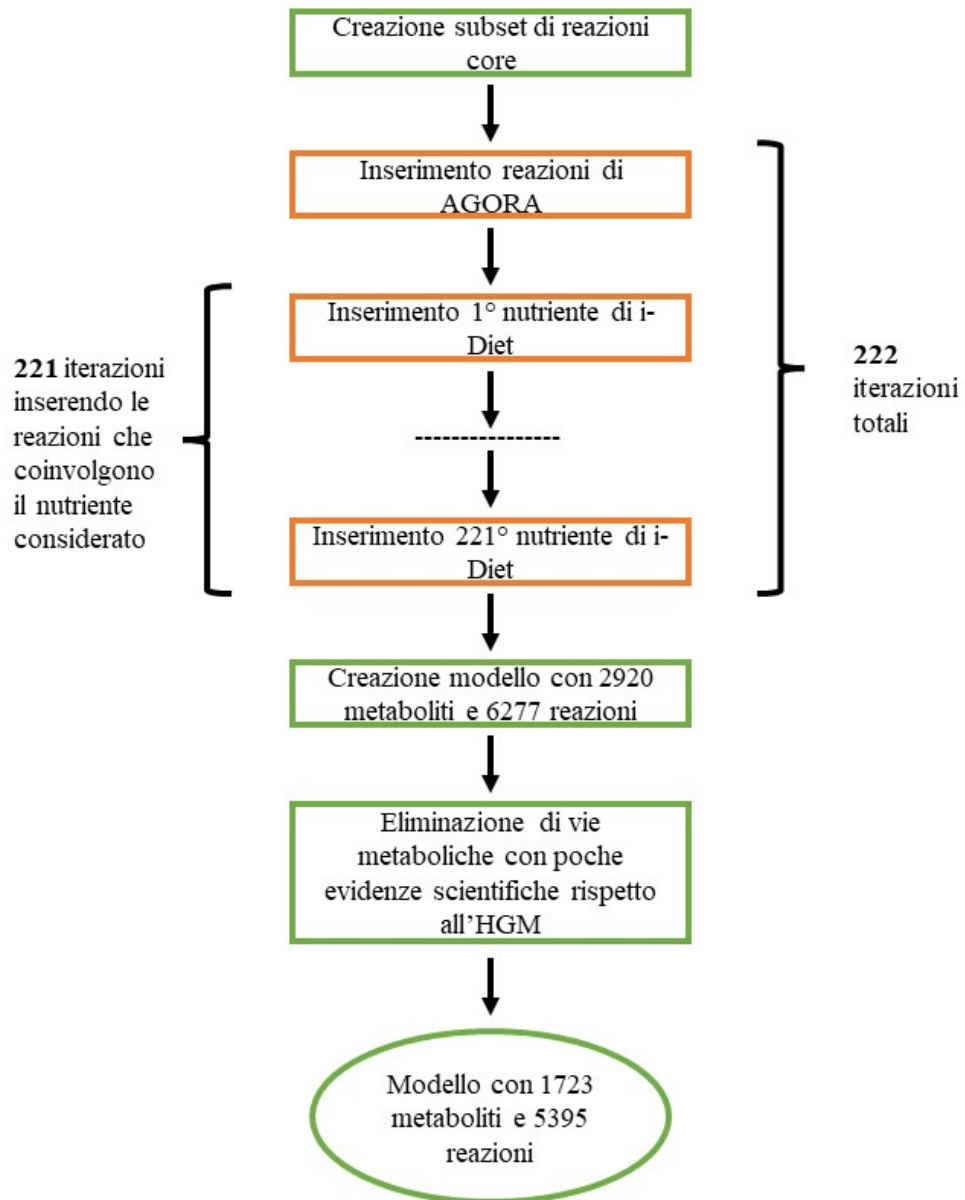 Creazione subset di reazioni
core
Inserimento reazioni di
AGORA
Inserimento 1° nutriente di i-
Diet
221 iterazioni
inserendo le
reazioni che
coinvolgono
il nutriente
considerato
222
iterazioni
totali
---------------
Inserimento 221° nutriente di i-
Diet
Creazione modello con 2920
metaboliti e 6277 reazioni
Eliminazione di vie
metaboliche con poche
evidenze scientifiche rispetto
all’HGM
Modello con 1723
metaboliti e 5395
reazioni